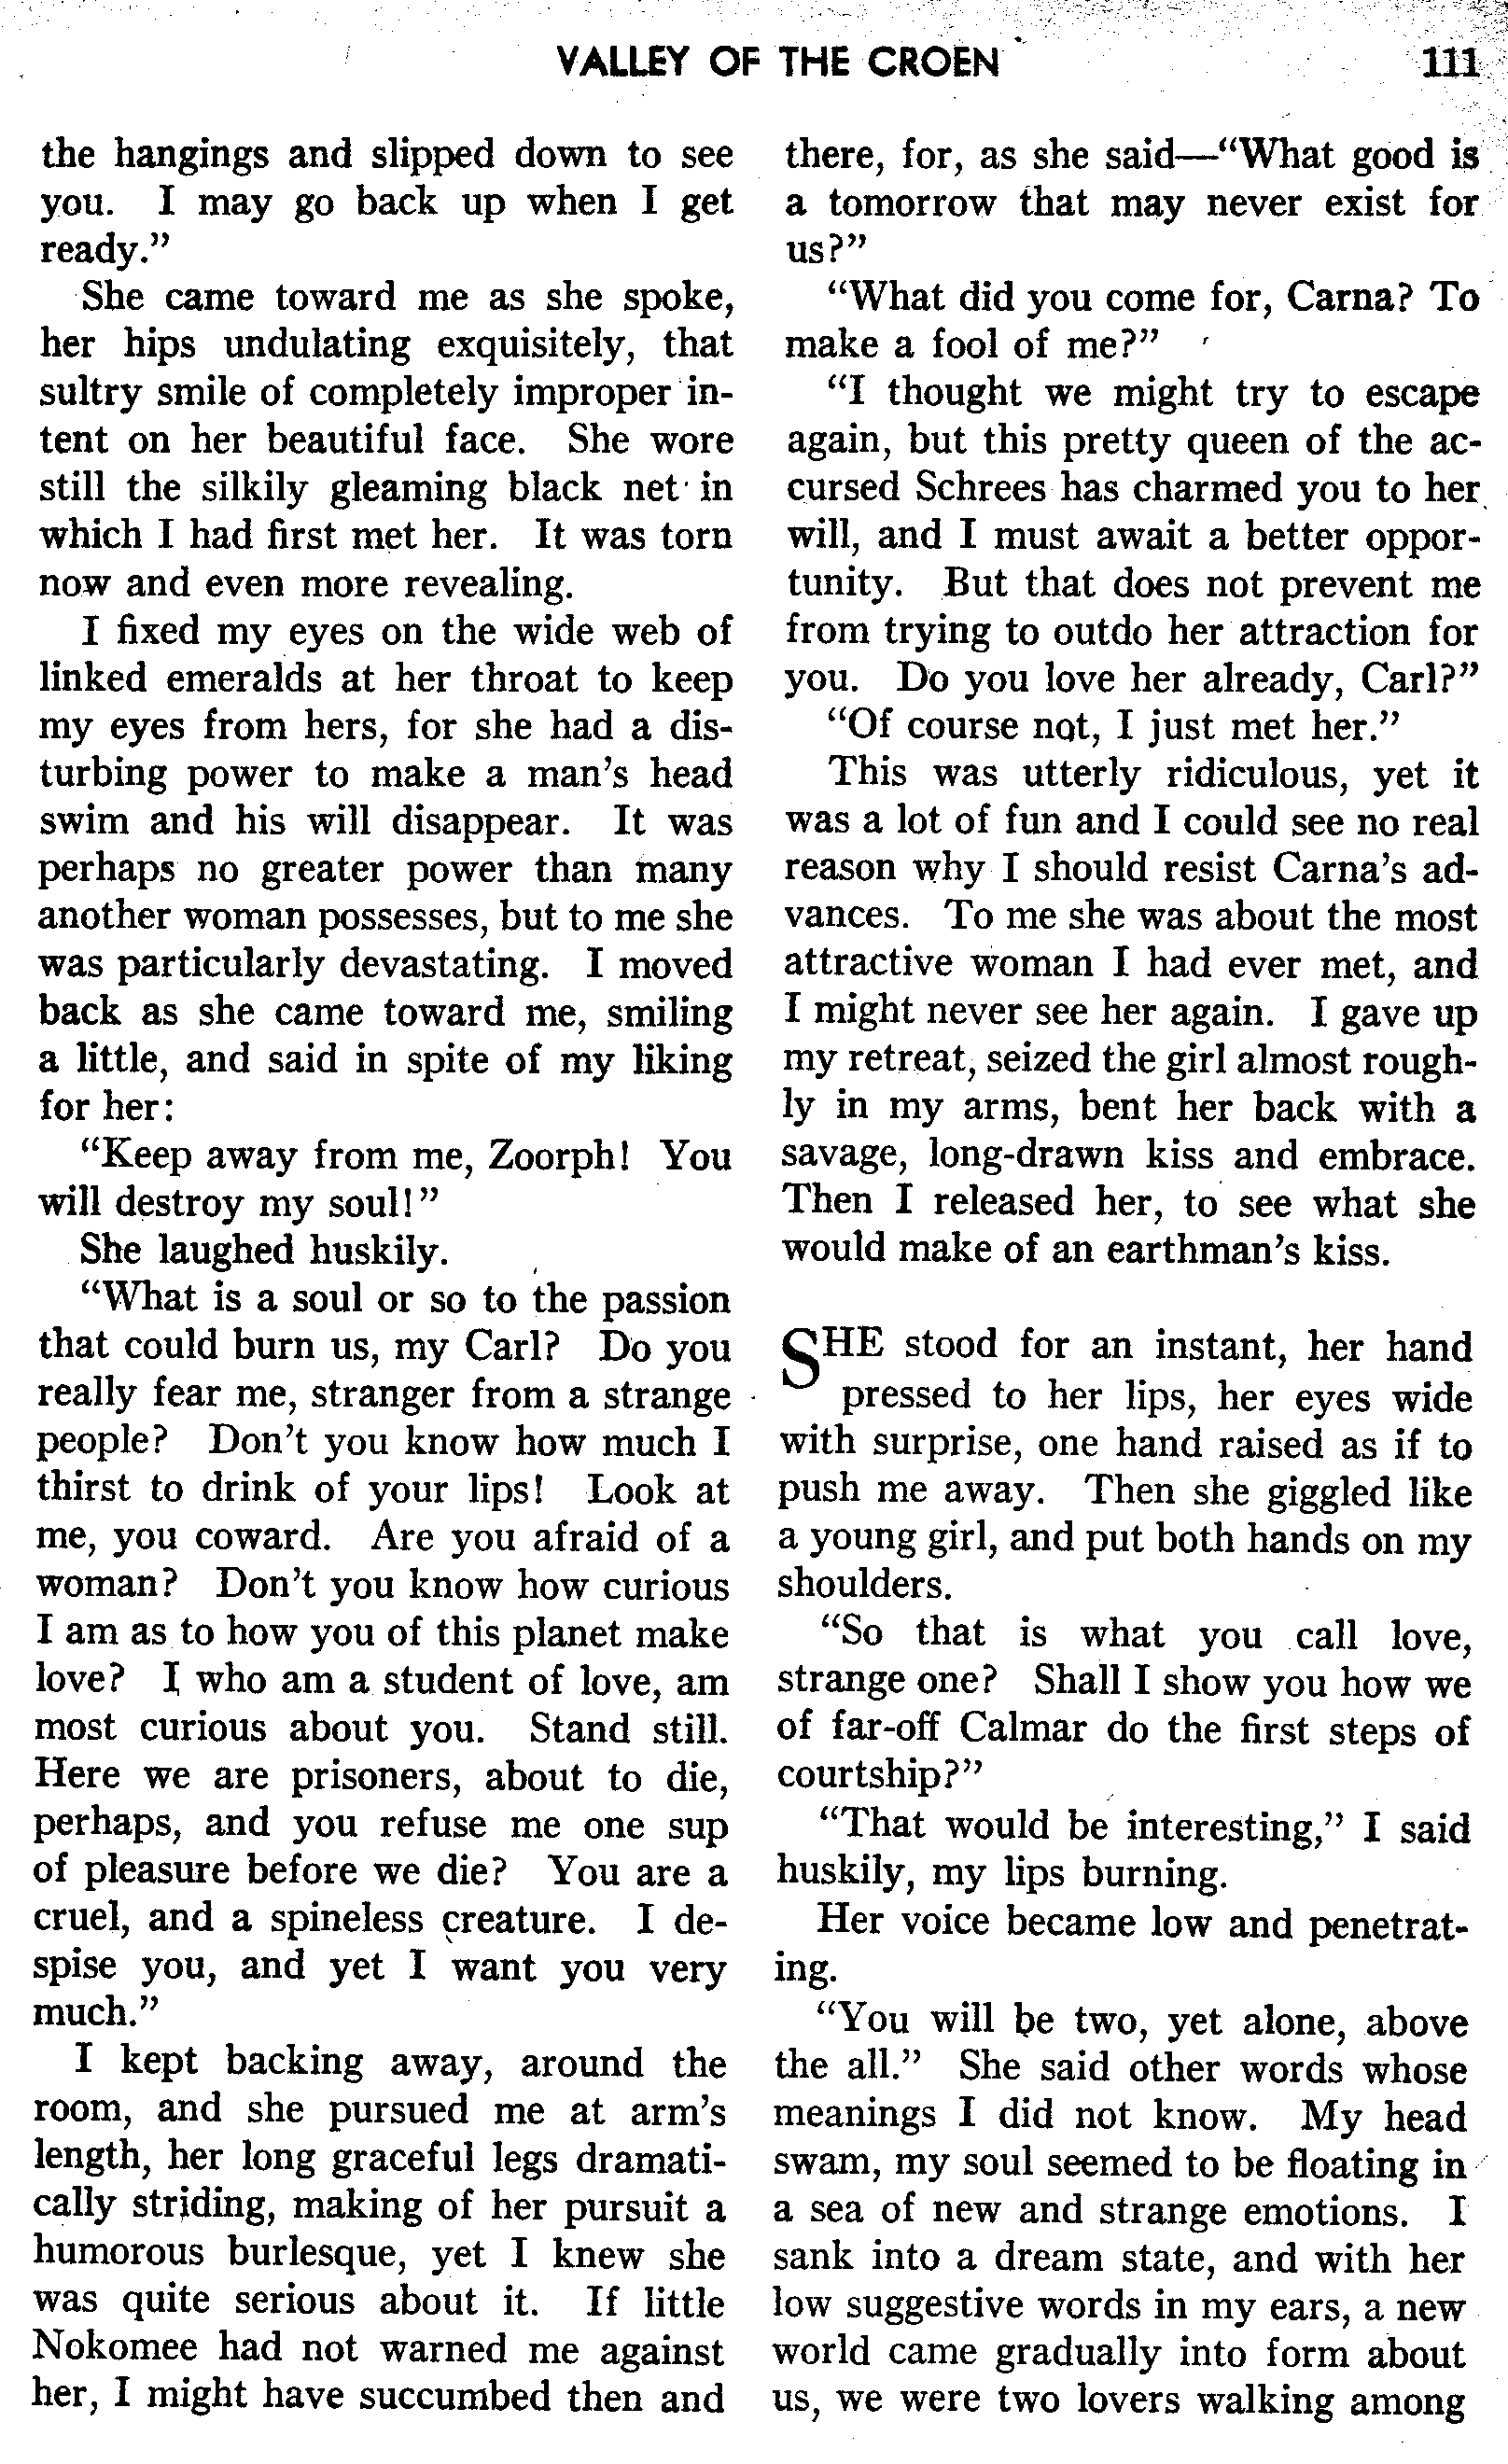 VALLEY OF THE CROEN 111
the hangings and slipped down to see
you. I may go back up when I get
ready."
She came toward me as she spoke,
her hips undulating exquisitely, that
sultry smile of completely improper in-
tent on her beautiful face. She wore
still the silkily gleaming black net in
which I had first met her. It was torn
now and even more revealing.
I fixed my eyes on the wide web of
linked emeralds at her throat to keep
my eyes from hers, for she had a dis-
turbing power to make a man's head
swim and his will disappear. It was
perhaps no greater power than many
another woman possesses, but to me she
was particularly devastating. I moved
back as she came toward me, smiling
a little, and said in spite of my liking
for her:
"Keep away from me, Zoorph! You
will destroy my soul!"
She laughed huskily.
"What is a soul or so to the passion
that could burn us, my Carl? Do you
really fear me, stranger from a strange
people? Don't you know how much I
thirst to drink of your lips! Look at
me, you coward. Are you afraid of a
woman? Don't you know how curious
I am as to how you of this planet make
love? I who am a student of love, am
most curious about you. Stand still.
Here we are prisoners, about to die,
perhaps, and you refuse me one sup
of pleasure before we die? You are a
cruel, and a spineless creature. I de-
spise you, and yet I want you very
much."
I kept backing away, around the
room, and she pursued me at arm's
length, her long graceful legs dramati-
cally striding, making of her pursuit a
humorous burlesque, yet I knew she
was quite serious about it. If little
Nokomee had not warned me against
her, I might have succumbed then and
there, for, as she said—"What good is
a tomorrow that may never exist for
us?"
"What did you come for, Carna? To
make a fool of me?"
"I thought we might try to escape
again, but this pretty queen of the ac-
cursed Schrees has charmed you to her
will, and I must await a better oppor-
tunity. But that does not prevent me
from trying to outdo her attraction for
you. Do you love her already, Carl?"
"Of course not, I just met her."
This was utterly ridiculous, yet it
was a lot of fun and I could see no real
reason why I should resist Carna's ad-
vances. To me she was about the most
attractive woman I had ever met, and
I might never see her again. I gave up
my retreat, seized the girl almost rough-
ly in my arms, bent her back with a
savage, long-drawn kiss and embrace.
Then I released her, to see what she
would make of an earthman's kiss.
SHE stood for an instant, her hand
pressed to her lips, her eyes wide
with surprise, one hand raised as if to
push me away. Then she giggled like
a young girl, and put both hands on my
shoulders.
"So that is what you call love,
strange one? Shall I show you how we
of far-off Calmar do the first steps of
courtship?"
"That would be interesting," I said
huskily, my lips burning.
Her voice became low and penetrat-
ing.
"You will be two, yet alone, above
the all." She said other words whose
meanings I did not know. My head
swam, my soul seemed to be floating in
a sea of new and strange emotions. I
sank into a dream state, and with her
low suggestive words in my ears, a new
world came gradually into form about
us, we were two lovers walking among